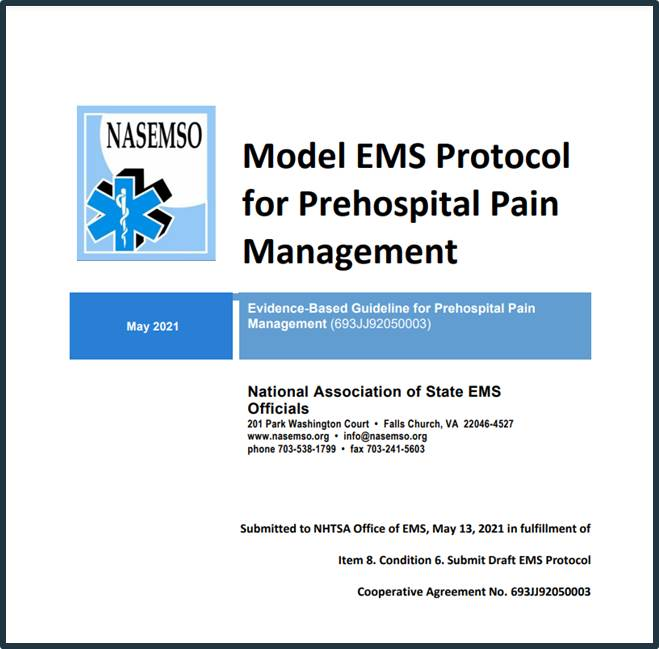 NASEMSO
Model EMS Protocol
for Prehospital Pain
Management
May 2021
Evidence-Based Guideline for Prehospital Pain
Management (693JJ92050003)
National Association of State EMS
Officials
201 Park Washington Court • Falls Church, VA 22046-4527
www.nasemso.org • info@nasemso.org
phone 703-538-1799 • fax 703-241-5603
Submitted to NHTSA Office of EMS, May 13, 2021 in fulfillment of
Item 8. Condition 6. Submit Draft EMS Protocol
Cooperative Agreement No. 693JJ92050003